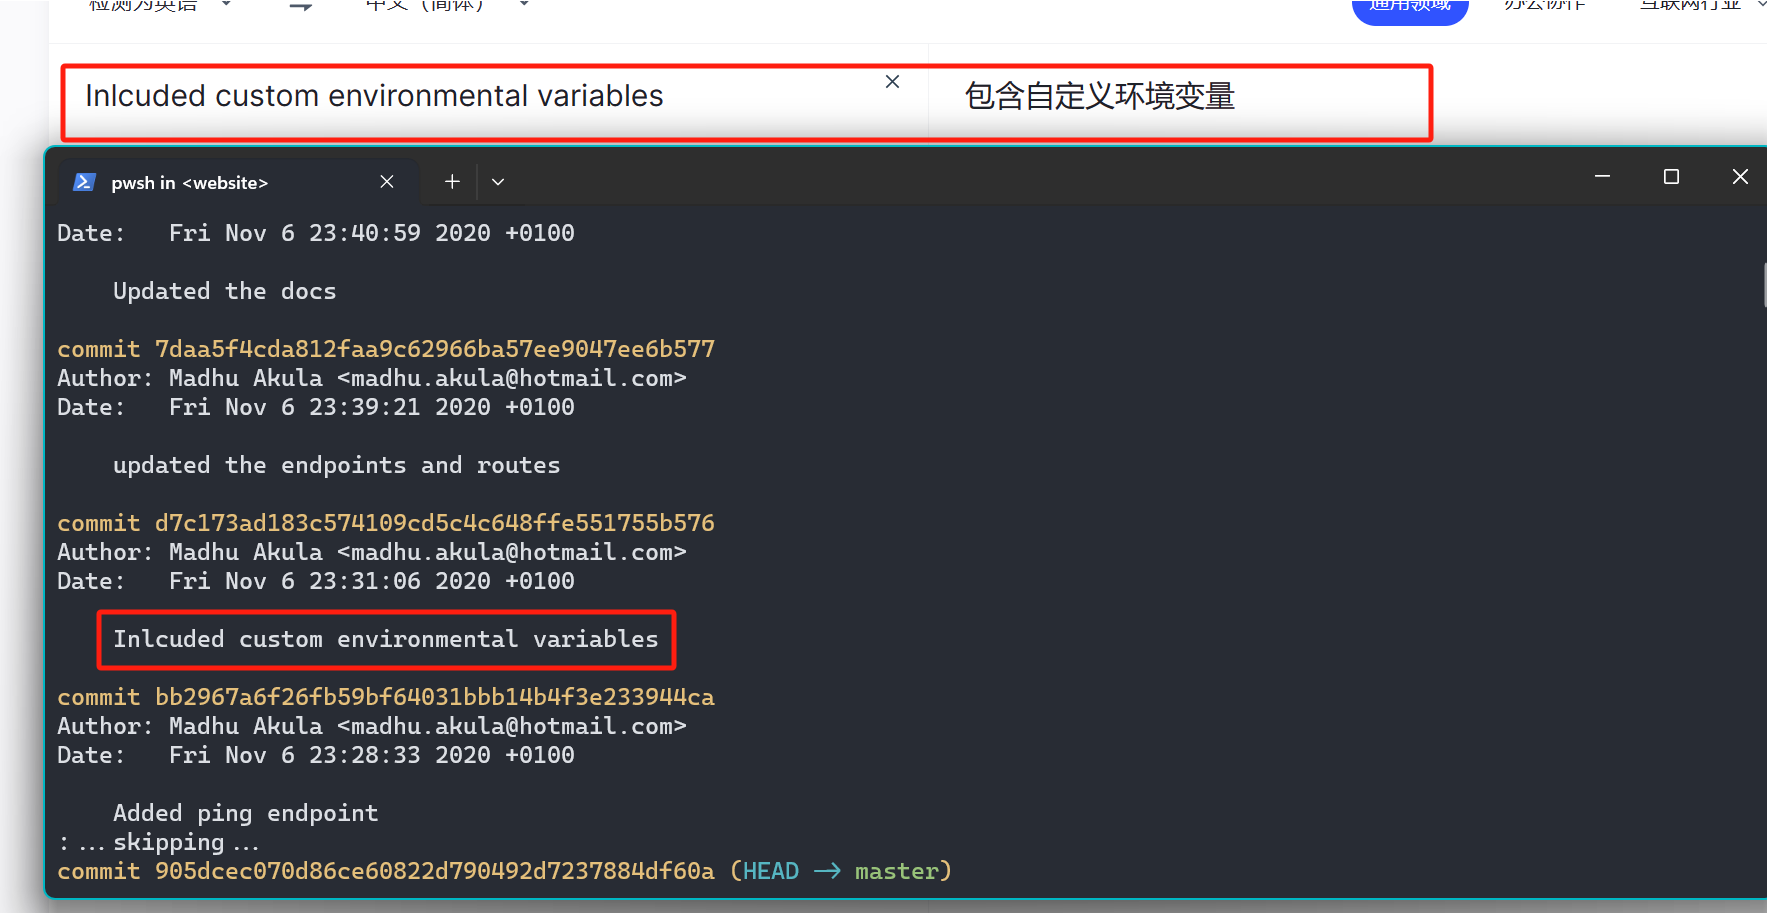 检测为英语 中文（简体） 通用领域 办公协作 互联网行业
Inlcuded custom environmental variables 包含自定义环境变量
pwsh in <website>
Date:   Fri Nov 6 23:40:59 2020 +0100
Updated the docs
commit 7daa5f4cda812faa9c62966ba57ee9047ee6b577
Author: Madhu Akula <madhu.akula@hotmail.com>
Date:   Fri Nov 6 23:39:21 2020 +0100
updated the endpoints and routes
commit d7c173ad183c574109cd5c4c648ffe551755b576
Author: Madhu Akula <madhu.akula@hotmail.com>
Date:   Fri Nov 6 23:31:06 2020 +0100
Inlcuded custom environmental variables
commit bb2967a6f26fb59bf64031bbb14b4f3e233944ca
Author: Madhu Akula <madhu.akula@hotmail.com>
Date:   Fri Nov 6 23:28:33 2020 +0100
Added ping endpoint
:...skipping...
commit 905dcec070d86ce60822d790492d7237884df60a (HEAD -> master)